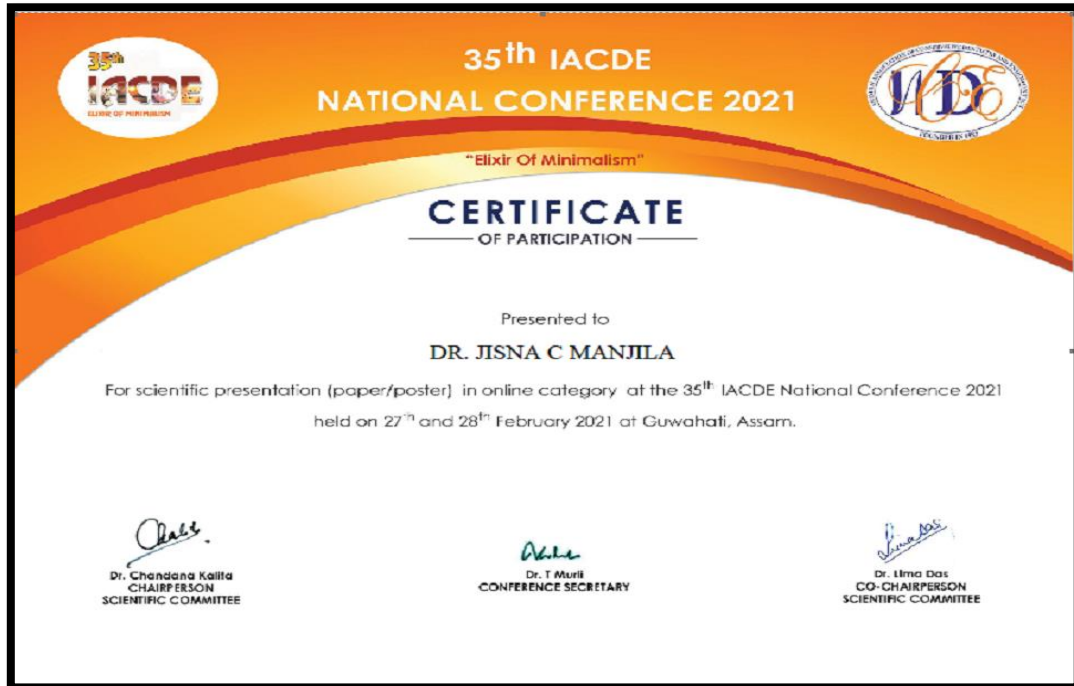 35th
IACDE
ELIXIR OF MINIMALISM
35th IACDE
NATIONAL CONFERENCE 2021
"Elixir Of Minimalism"
CERTIFICATE
OF PARTICIPATION
Presented to
DR. JISNA C MANJILA
For scientific presentation (paper/poster) in online category at the 35th IACDE National Conference 2021
held on 27th and 28th February 2021 at Guwahati, Assam.
Dr. Chandana Kalita
CHAIRPERSON
SCIENTIFIC COMMITTEE
Dr. T Murli
CONFERENCE SECRETARY
Dr. Lima Das
CO-CHAIRPERSON
SCIENTIFIC COMMITTEE